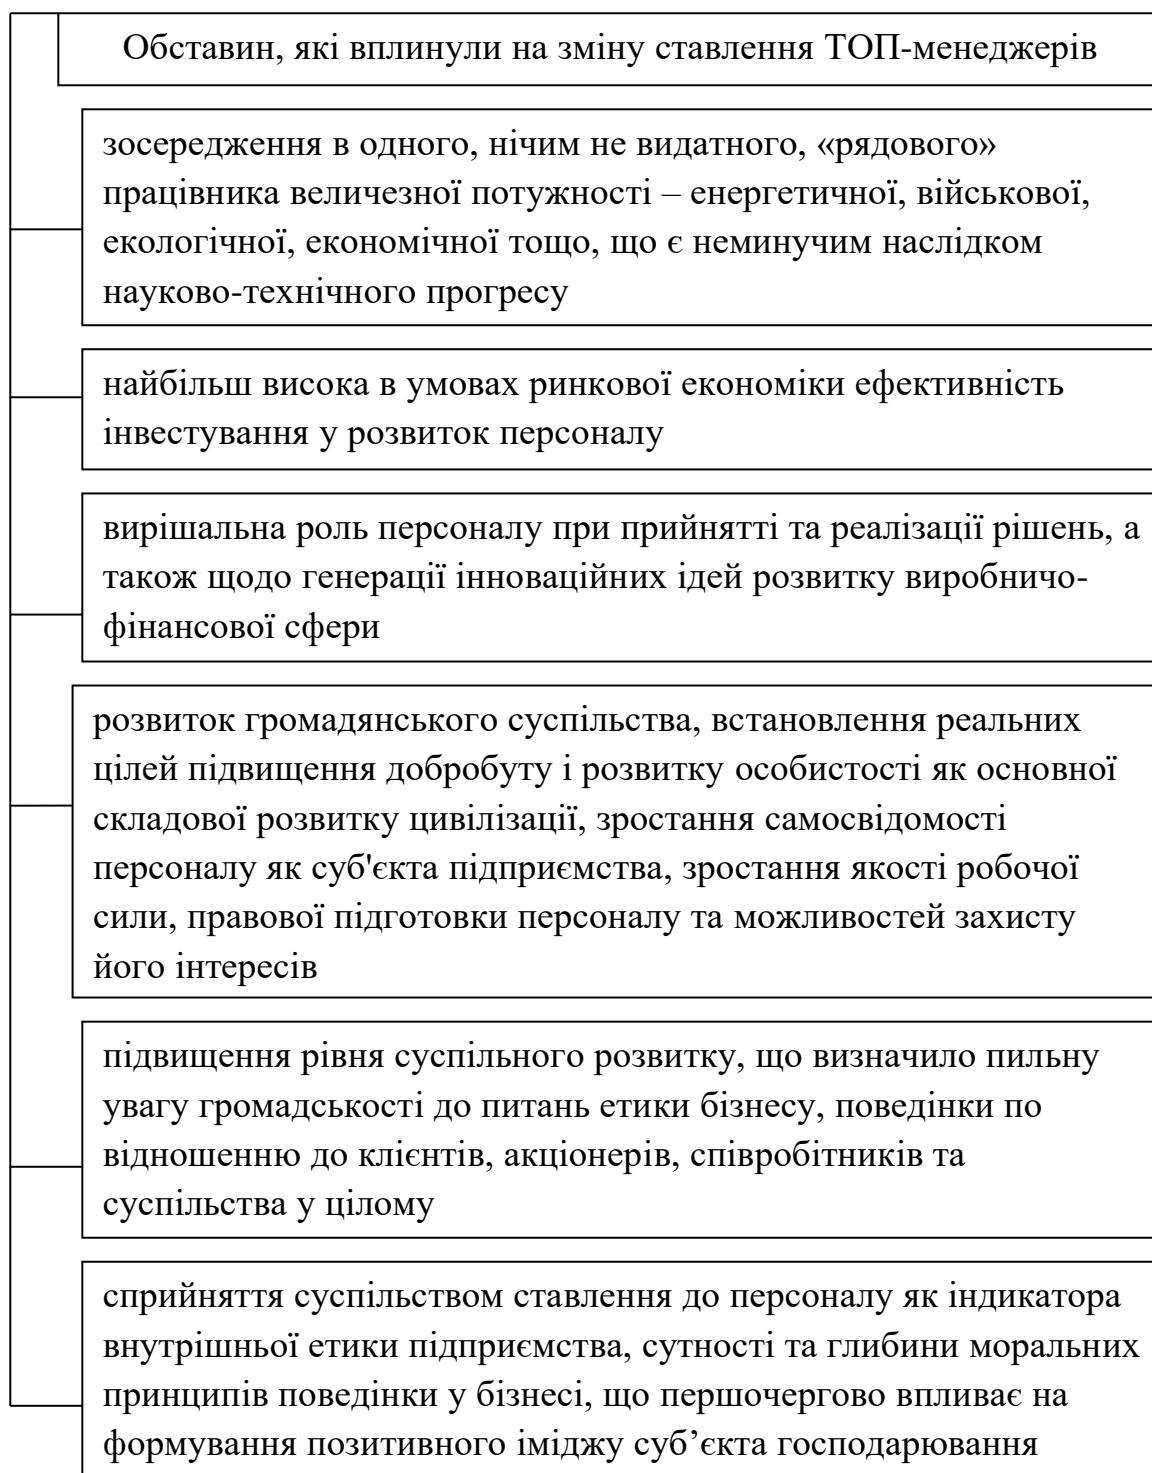 Обставин, які вплинули на зміну ставлення ТОП-менеджерів
зосередження в одного, нічим не видатного, «рядового»
працівника величезної потужності – енергетичної, військової,
екологічної, економічної тощо, що є неминучим наслідком
науково-технічного прогресу
найбільш висока в умовах ринкової економіки ефективність
інвестування у розвиток персоналу
вирішальна роль персоналу при прийнятті та реалізації рішень, а
також щодо генерації інноваційних ідей розвитку виробничо-
фінансової сфери
розвиток громадянського суспільства, встановлення реальних
цілей підвищення добробуту і розвитку особистості як основної
складової розвитку цивілізації, зростання самосвідомості
персоналу як суб'єкта підприємства, зростання якості робочої
сили, правової підготовки персоналу та можливостей захисту
його інтересів
підвищення рівня суспільного розвитку, що визначило пильну
увагу громадськості до питань етики бізнесу, поведінки по
відношенню до клієнтів, акціонерів, співробітників та
суспільства у цілому
сприйняття суспільством ставлення до персоналу як індикатора
внутрішньої етики підприємства, сутності та глибини моральних
принципів поведінки у бізнесі, що першочергово впливає на
формування позитивного іміджу суб’єкта господарювання